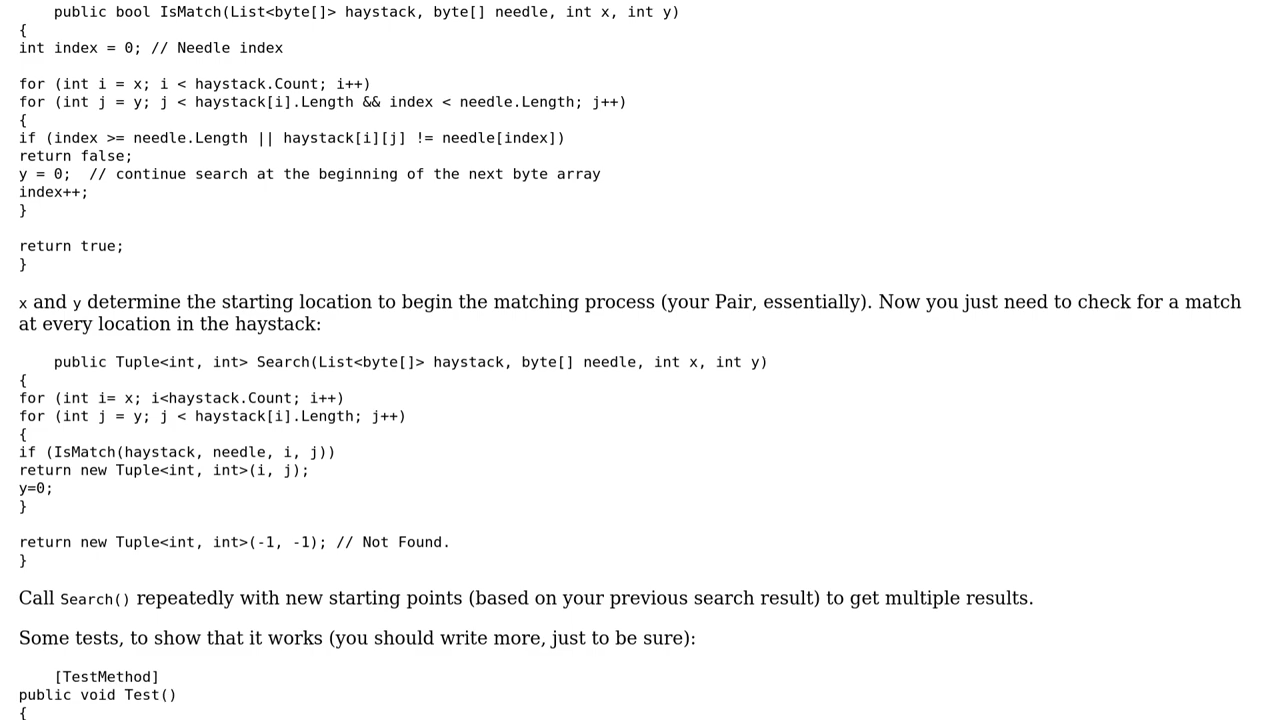 public bool IsMatch(List<byte[]> haystack, byte[] needle, int x, int y)
{
int index = 0; // Needle index

for (int i = x; i < haystack.Count; i++)
for (int j = y; j < haystack[i].Length && index < needle.Length; j++)
{
if (index >= needle.Length || haystack[i][j] != needle[index])
return false;
y = 0;  // continue search at the beginning of the next byte array
index++;
}

return true;
}

x and y determine the starting location to begin the matching process (your Pair, essentially). Now you just need to check for a match
at every location in the haystack:

public Tuple<int, int> Search(List<byte[]> haystack, byte[] needle, int x, int y)
{
for (int i= x; i<haystack.Count; i++)
for (int j = y; j < haystack[i].Length; j++)
{
if (IsMatch(haystack, needle, i, j))
return new Tuple<int, int>(i, j);
y=0;
}

return new Tuple<int, int>(-1, -1); // Not Found.
}

Call Search() repeatedly with new starting points (based on your previous search result) to get multiple results.

Some tests, to show that it works (you should write more, just to be sure):

[TestMethod]
public void Test()
{